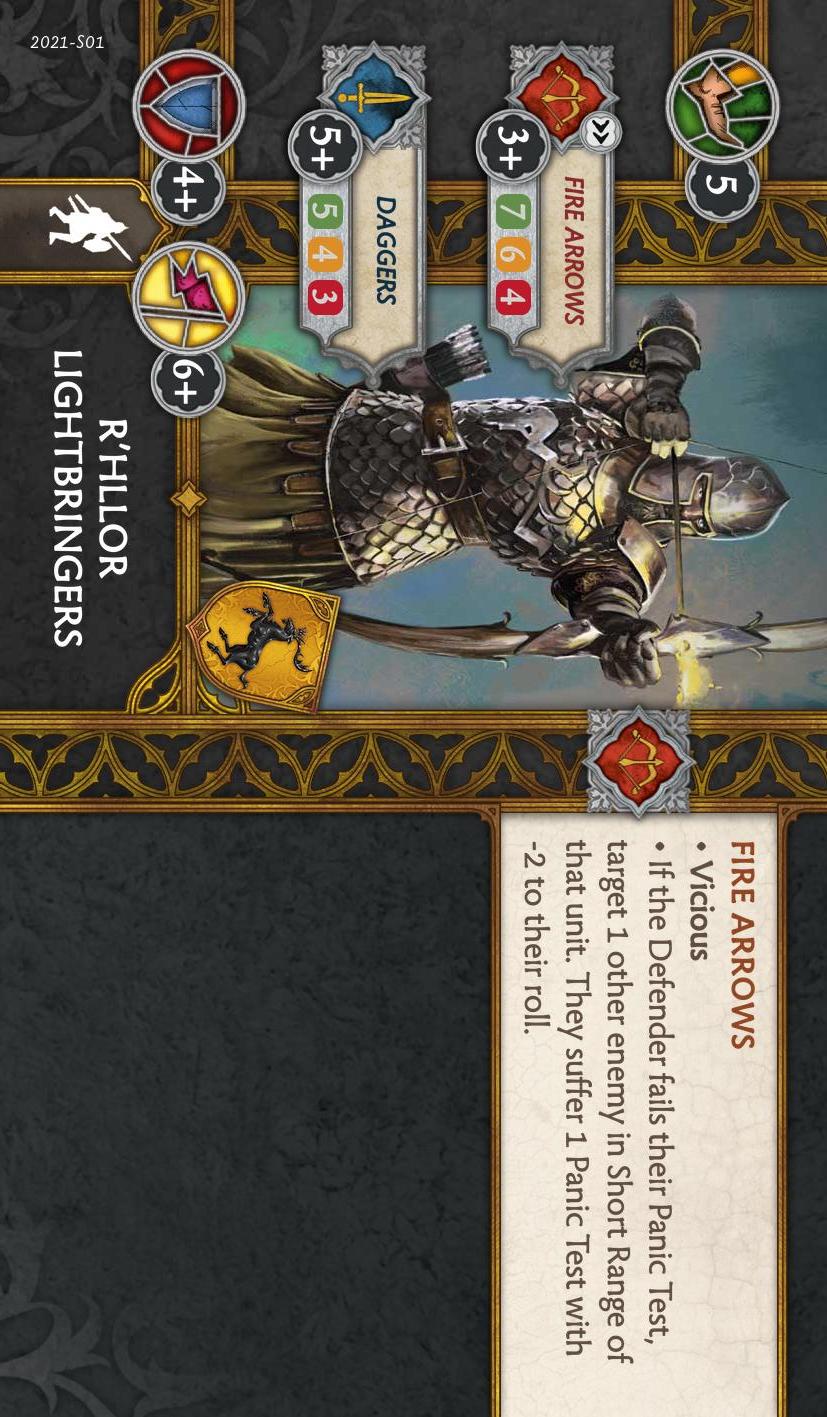 5
FIRE ARROWS
3+
7 6 4
DAGGERS
5+
5 4 3
4+
6+
R'HLLOR
LIGHTBRINGERS
FIRE ARROWS
• Vicious
• If the Defender fails their Panic Test,
target 1 other enemy in Short Range of
that unit. They suffer 1 Panic Test with
-2 to their roll.
2021-S01